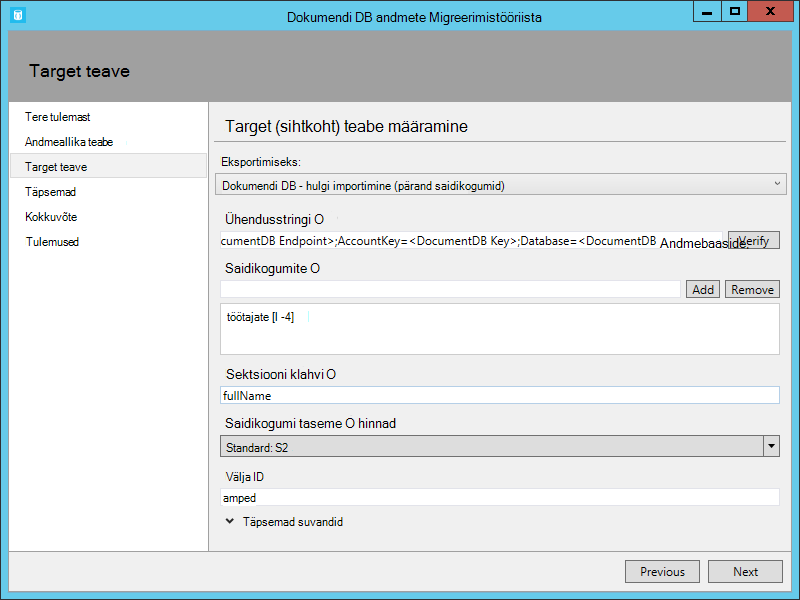 Dokumendi DB andmete Migreerimistööriista
Target teave
Tere tulemast
Andmeallika teabe
Target teave
Täpsemad
Kokkuvõte
Tulemused
Target (sihtkoht) teabe määramine
Eksportimiseks:
Dokumendi DB - hulgi importimine (pärand saidikogumid)
Ühendusstringi O
cumentDB Endpoint>;AccountKey=<DocumentDB Key>;Database=<DocumentDB Andmebaaside. Verify
Saidikogumite O
Add Remove
töötajate [I -4]
Sektsiooni klahvi O
fullName
Saidikogumi taseme O hinnad
Standard: S2
Välja ID
amped
Täpsemad suvandid
Previous Next